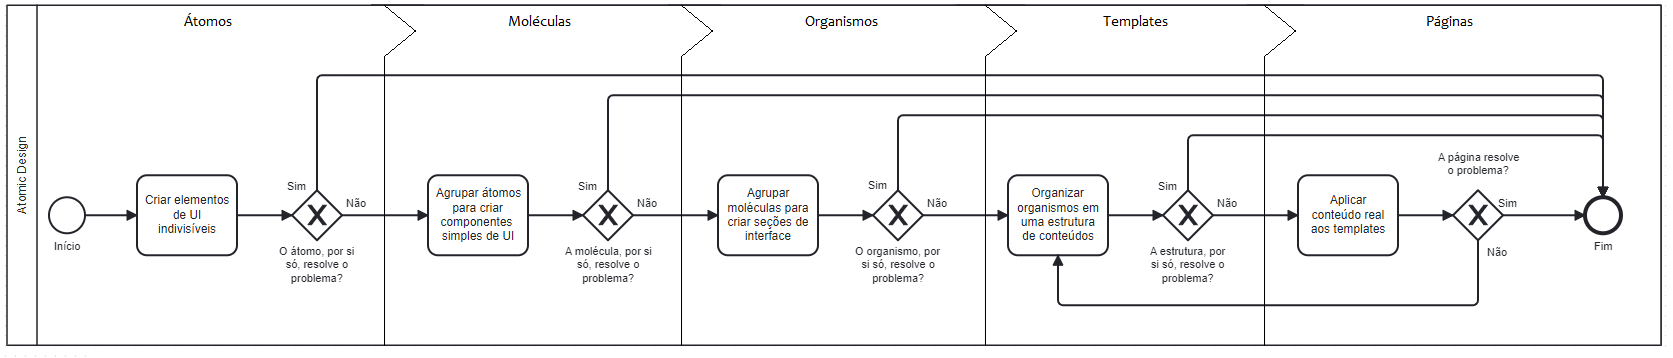 Átomos
Moléculas
Organismos
Templates
Páginas
Atomic Design
Início
Criar elementos
de UI
indivisíveis
Sim
Não
O átomo, por si
só, resolve o
problema?
Agrupar átomos
para criar
componentes
simples de UI
Sim
Não
A molécula, por si
só, resolve o
problema?
Agrupar
moléculas para
criar seções de
interface
Sim
Não
O organismo, por
si só, resolve o
problema?
Organizar
organismos em
uma estrutura
de conteúdos
Sim
Não
A estrutura, por
si só, resolve o
problema?
Aplicar
conteúdo real
aos templates
A página resolve
o problema?
Sim
Não
Fim